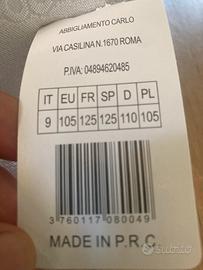 ABBIGLIAMENTO CARLO
VIA CASILINA N.1670 ROMA
P.IVA: 04894620485
IT EU FR SP D PL
9 105 125 125 110 105
3 760117 080049
MADE IN P.R.C.
subito